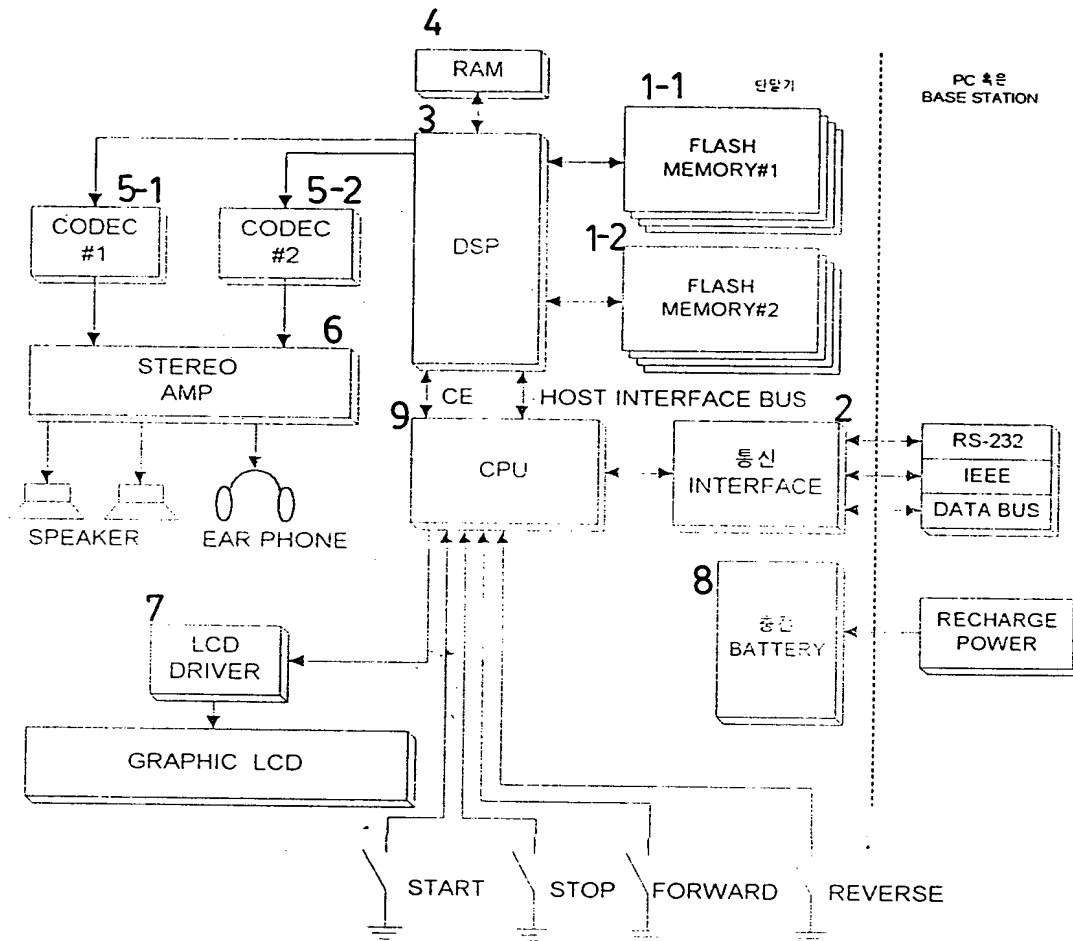 4
RAM
3
1-1
단말기
PC 혹은
BASE STATION
FLASH
MEMORY#1
5-1
5-2
CODEC
#1
CODEC
#2
DSP
1-2
FLASH
MEMORY#2
6
STEREO
AMP
CE
HOST INTERFACE BUS
9
CPU
2
통신
INTERFACE
RS-232
IEEE
DATA BUS
SPEAKER
EAR PHONE
8
충전
BATTERY
RECHARGE
POWER
7
LCD
DRIVER
GRAPHIC LCD
START
STOP
FORWARD
REVERSE